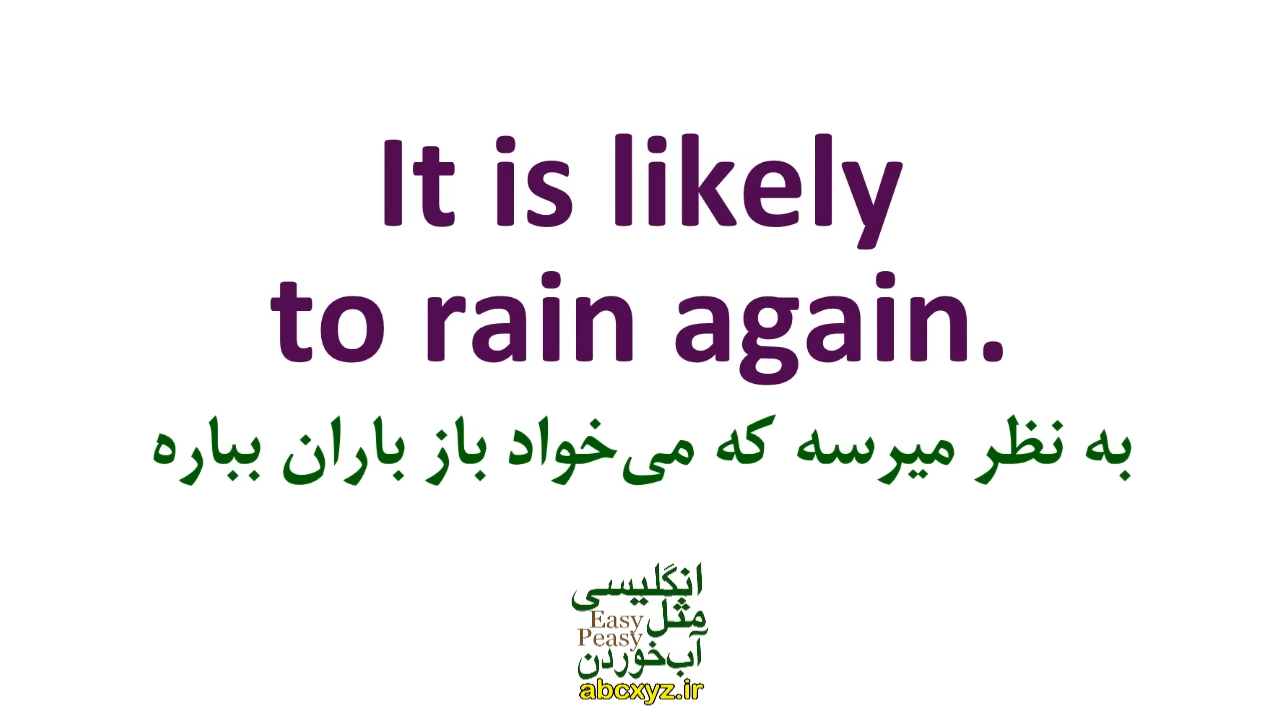 It is likely
to rain again.
به نظر میرسه که می‌خواد باز باران بباره
انگلیسی
مثل
Easy
Peasy
آب‌خوردن
abcxyz.ir